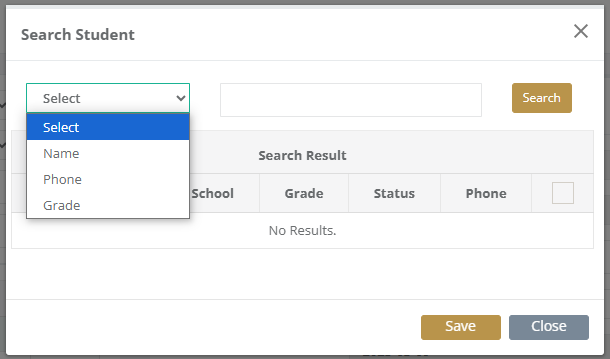 Search Student
Select
Search
Select
Name
Phone
Grade
Search Result
School Grade Status Phone
No Results.
Save Close